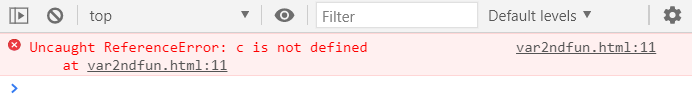 top Filter Default levels
Uncaught ReferenceError: c is not defined var2ndfun.html:11
at var2ndfun.html:11